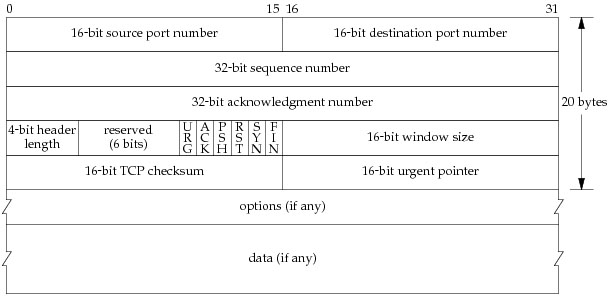 0 15 16 31
16-bit source port number 16-bit destination port number
32-bit sequence number
32-bit acknowledgment number
20 bytes
4-bit header length reserved (6 bits) URG ACK PSH RST SYN FIN 16-bit window size
16-bit TCP checksum 16-bit urgent pointer
options (if any)
data (if any)